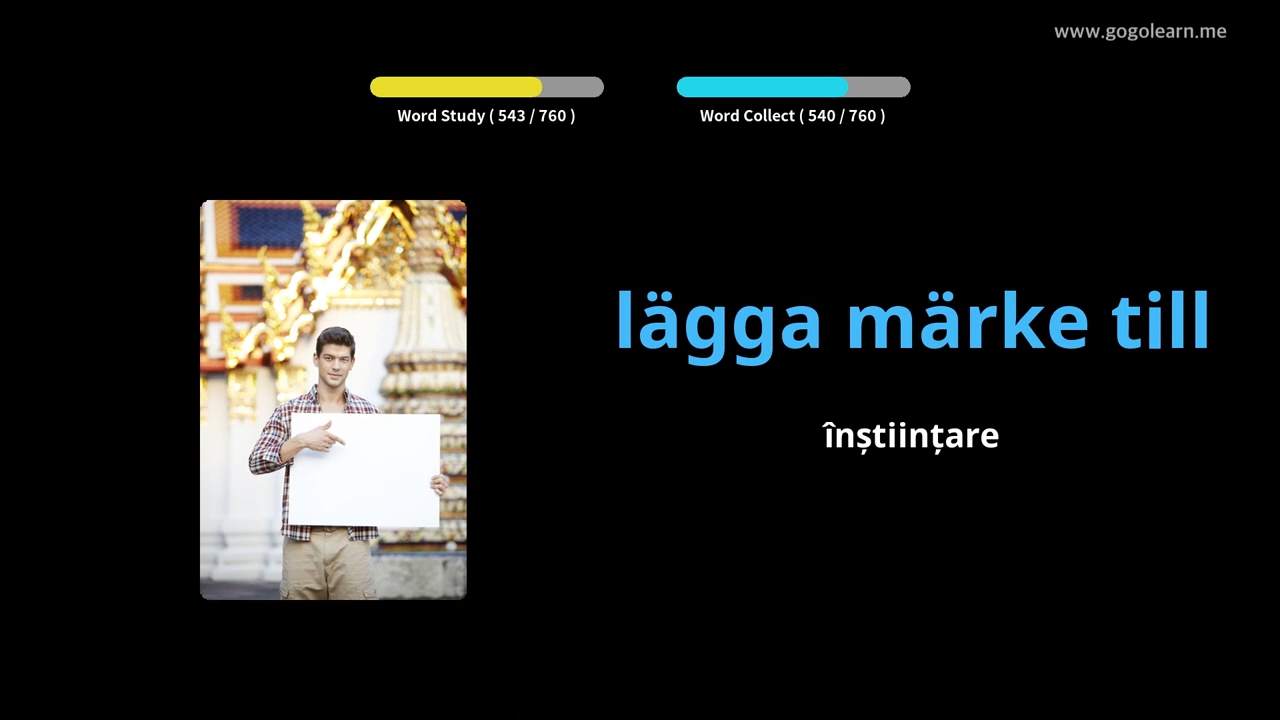 www.gogolearn.me
Word Study ( 543 / 760 )
Word Collect ( 540 / 760 )
lägga märke till
înștiințare